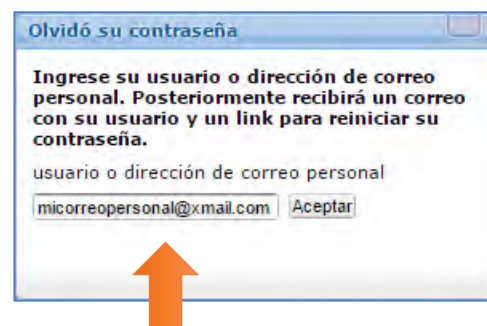 Olvidó su contraseña
Ingrese su usuario o dirección de correo
personal. Posteriormente recibirá un correo
con su usuario y un link para reiniciar su
contraseña.
usuario o dirección de correo personal
micorreopersonal@xmail.com Aceptar